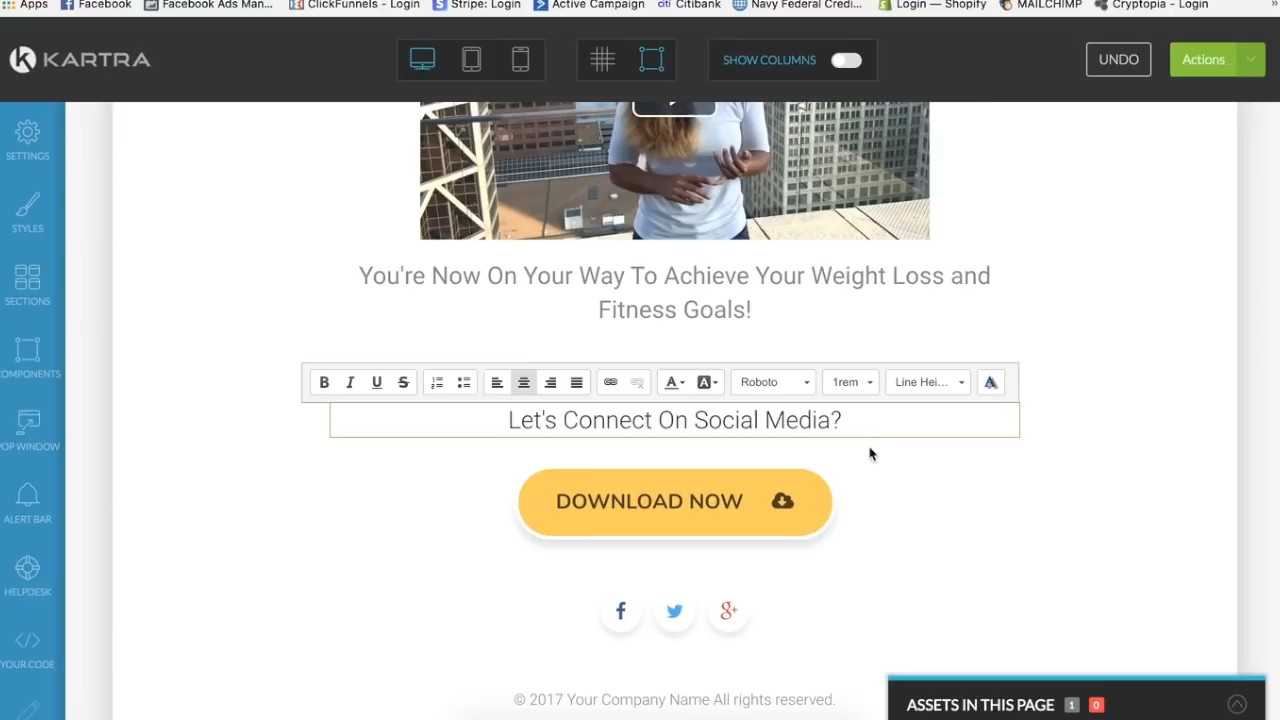 Apps Facebook Facebook Ads Man... ClickFunnels - Login Stripe: Login Active Campaign citi Citibank Navy Federal Credi... Login — Shopify MAILCHIMP Cryptopia - Login »
KARTRA
SHOW COLUMNS
UNDO
Actions
SETTINGS
STYLES
SECTIONS
COMPONENTS
POP WINDOW
ALERT BAR
HELPDESK
YOUR CODE
You're Now On Your Way To Achieve Your Weight Loss and
Fitness Goals!
B I U S A A Roboto 1rem Line Hei... A
Let's Connect On Social Media?
DOWNLOAD NOW
© 2017 Your Company Name All rights reserved.
ASSETS IN THIS PAGE 1 0